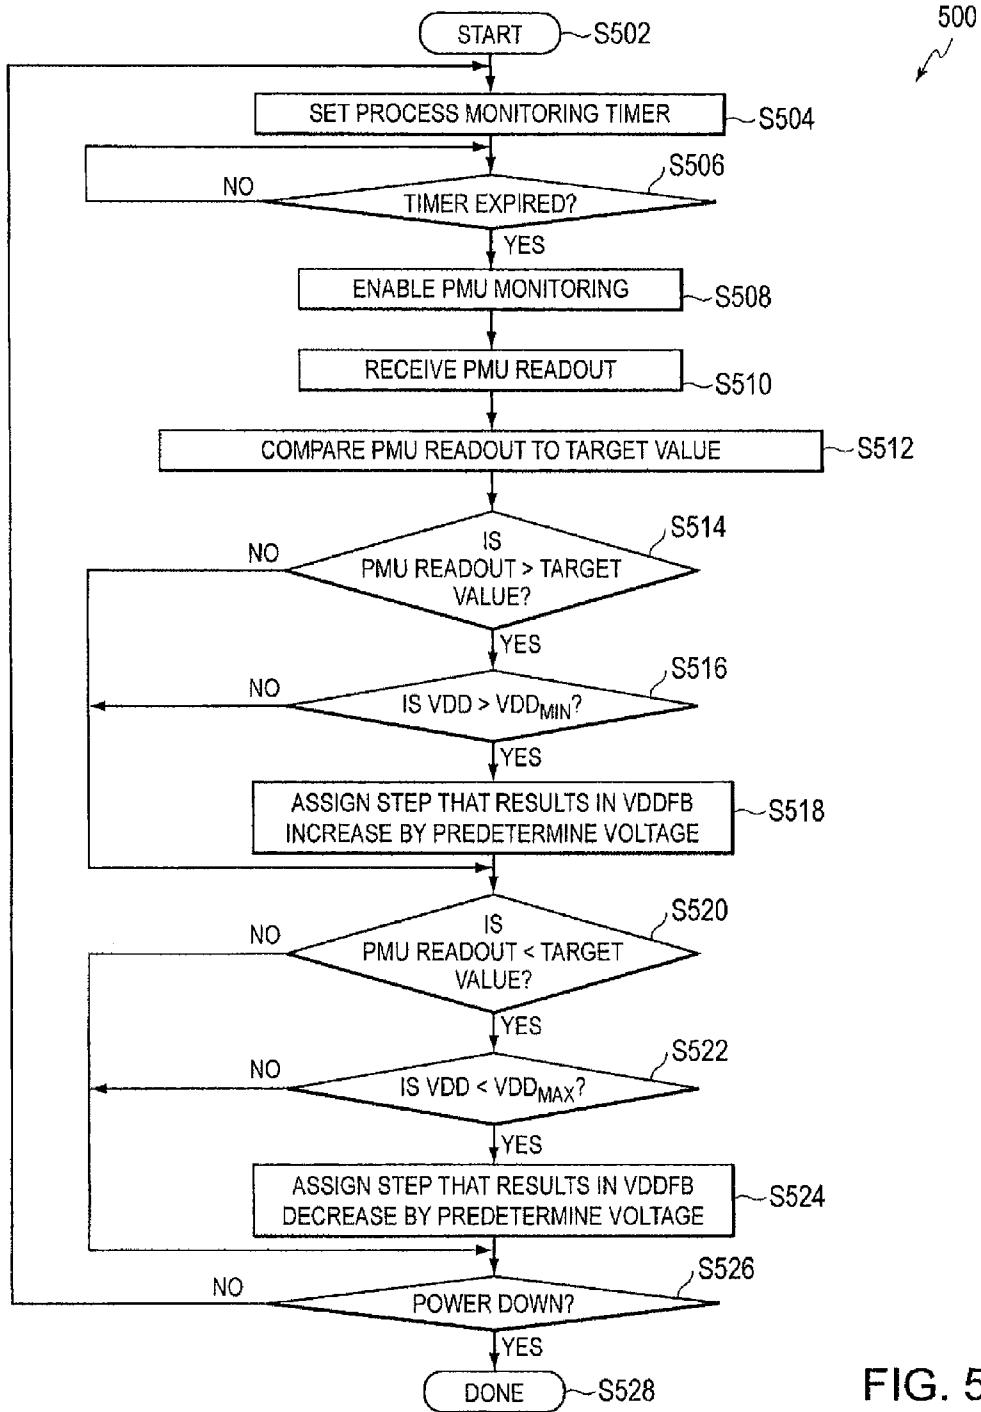 500
START
S502
SET PROCESS MONITORING TIMER
S504
S506
NO
TIMER EXPIRED?
YES
ENABLE PMU MONITORING
S508
RECEIVE PMU READOUT
S510
COMPARE PMU READOUT TO TARGET VALUE
S512
S514
NO
IS
PMU READOUT > TARGET
VALUE?
YES
S516
NO
IS VDD > VDDMIN?
YES
ASSIGN STEP THAT RESULTS IN VDDFB
INCREASE BY PREDETERMINE VOLTAGE
S518
S520
NO
IS
PMU READOUT < TARGET
VALUE?
YES
S522
NO
IS VDD < VDDMAX?
YES
ASSIGN STEP THAT RESULTS IN VDDFB
DECREASE BY PREDETERMINE VOLTAGE
S524
S526
NO
POWER DOWN?
YES
DONE
S528
FIG. 5